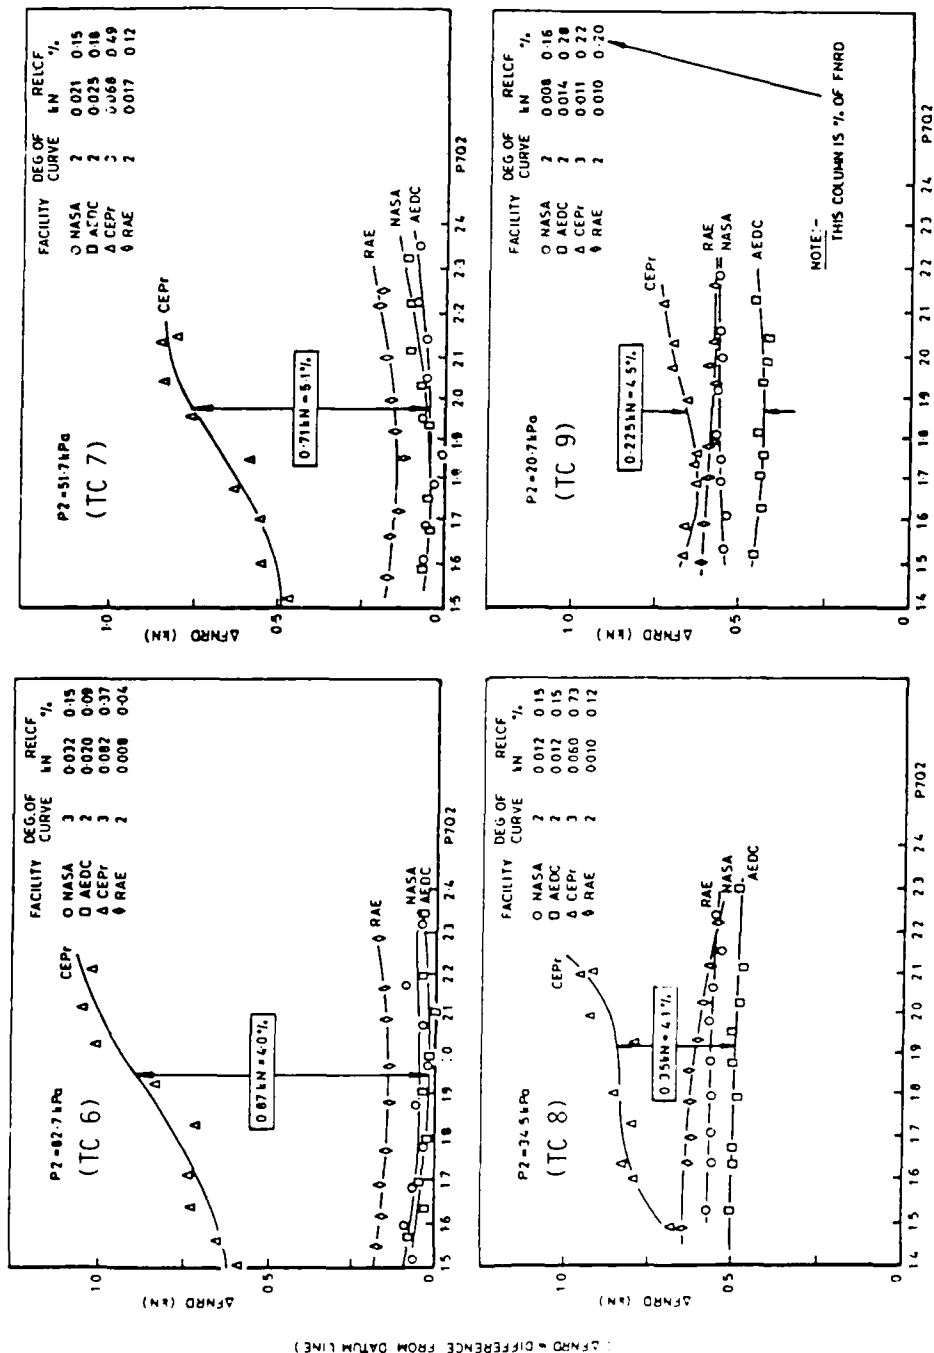 P2=82·7kPa
(TC 6)
FACILITY DEG.OF CURVE RELCF kN %
○ NASA 3 0·032 0·15
□ AEDC 2 0·020 0·09
△ CEPr 3 0·082 0·37
◊ RAE 2 0·008 0·04
CEPr
RAE
NASA
AEDC
0·87kN=4·0%
ΔFNRD (kN)
1·0
0·5
0
1·5 1·6 1·7 1·8 1·9 2·1 2·2 2·3 2·4
P7Q2
P2=51·7kPa
(TC 7)
FACILITY DEG OF CURVE RELCF kN %
○ NASA 2 0·021 0·15
□ AEDC 2 0·025 0·18
△ CEPr 3 0·068 0·49
◊ RAE 2 0·017 0·12
CEPr
RAE
NASA
AEDC
0·71kN=5·1%
ΔFNRD (kN)
1·0
0·5
0
1·5 1·6 1·7 1·8 1·9 2·0 2·1 2·2 2·3 2·4
P7Q2
P2=34·5kPa
(TC 8)
FACILITY DEG.OF CURVE RELCF kN %
○ NASA 2 0·012 0·15
□ AEDC 2 0·012 0·15
△ CEPr 3 0·060 0·73
◊ RAE 2 0·010 0·12
CEPr
RAE
NASA
AEDC
0·35kN=4·1%
ΔFNRD (kN)
1·0
0·5
0
1·4 1·5 1·6 1·7 1·8 1·9 2·0 2·1 2·2 2·3 2·4
P7Q2
P2=20·7kPa
(TC 9)
FACILITY DEG OF CURVE RELCF kN %
○ NASA 2 0·008 0·16
□ AEDC 2 0·014 0·28
△ CEPr 3 0·011 0·22
◊ RAE 2 0·010 0·20
CEPr
RAE
NASA
AEDC
0·225kN=4·5%
NOTE:-
THIS COLUMN IS % OF FNRD
ΔFNRD (kN)
1·0
0·5
0
1·4 1·5 1·6 1·7 1·8 1·9 2·0 2·1 2·2 2·3 2·4
P7Q2
ΔFNRD = DIFFERENCE FROM DATUM LINE)